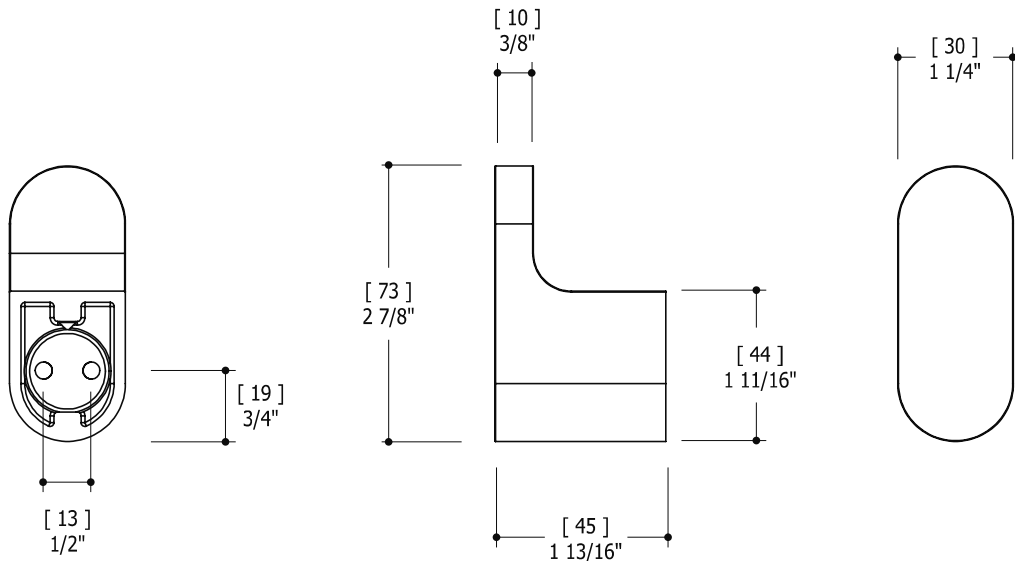 [ 10 ]
3/8"
[ 30 ]
1 1/4"
[ 73 ]
2 7/8"
[ 44 ]
1 11/16"
[ 19 ]
3/4"
[ 13 ]
1/2"
[ 45 ]
1 13/16"